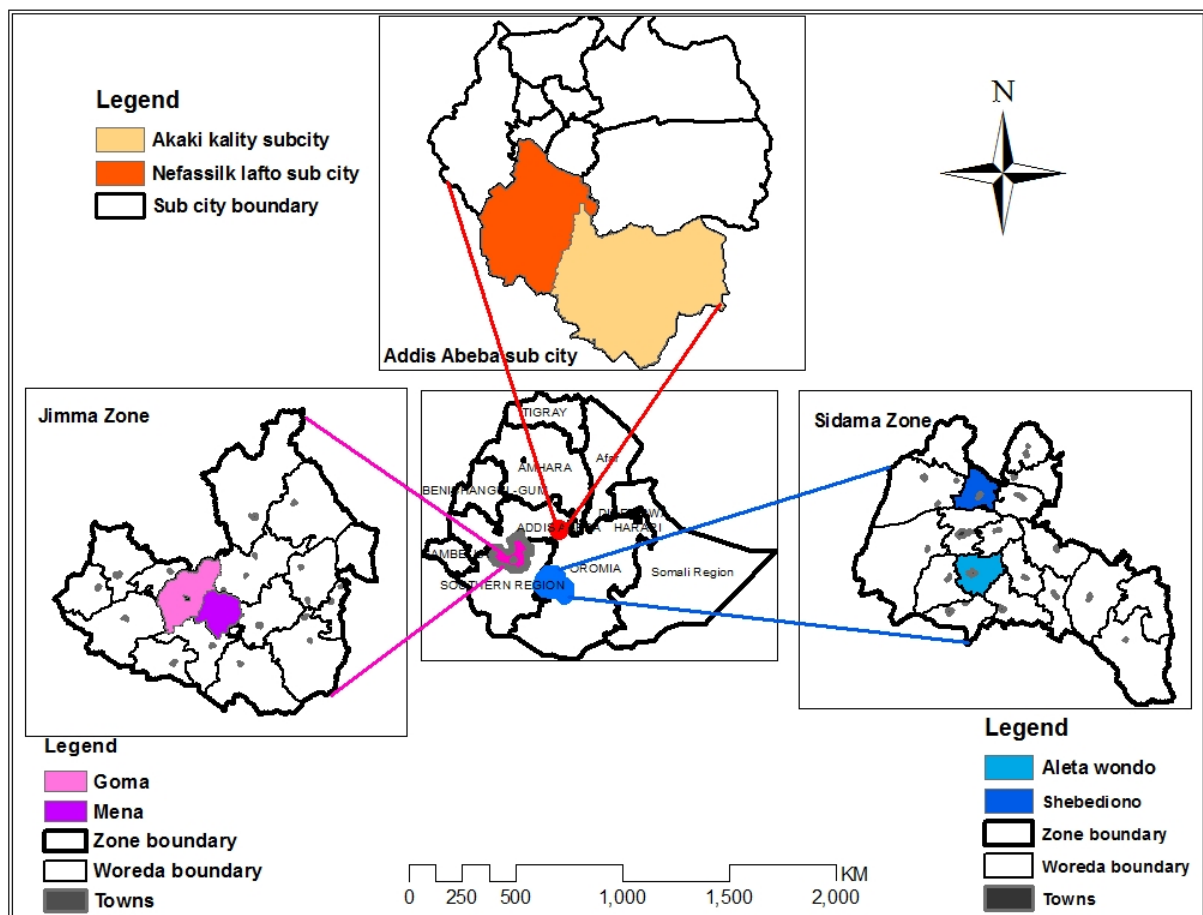 N
Legend
Akaki kality subcity
Nefassilk lafto sub city
Sub city boundary
Addis Abeba sub city
Jimma Zone
TIGRAY
Afar
AMHARA
BENISHANGUL-GUM
ADDIS
HARARI
OROMIA
SOUTHERN REGION
Somali Region
Sidama Zone
Legend
Goma
Mena
Zone boundary
Woreda boundary
Towns
0 250 500 1,000 1,500 2,000
KM
Legend
Aleta wondo
Shebediono
Zone boundary
Woreda boundary
Towns